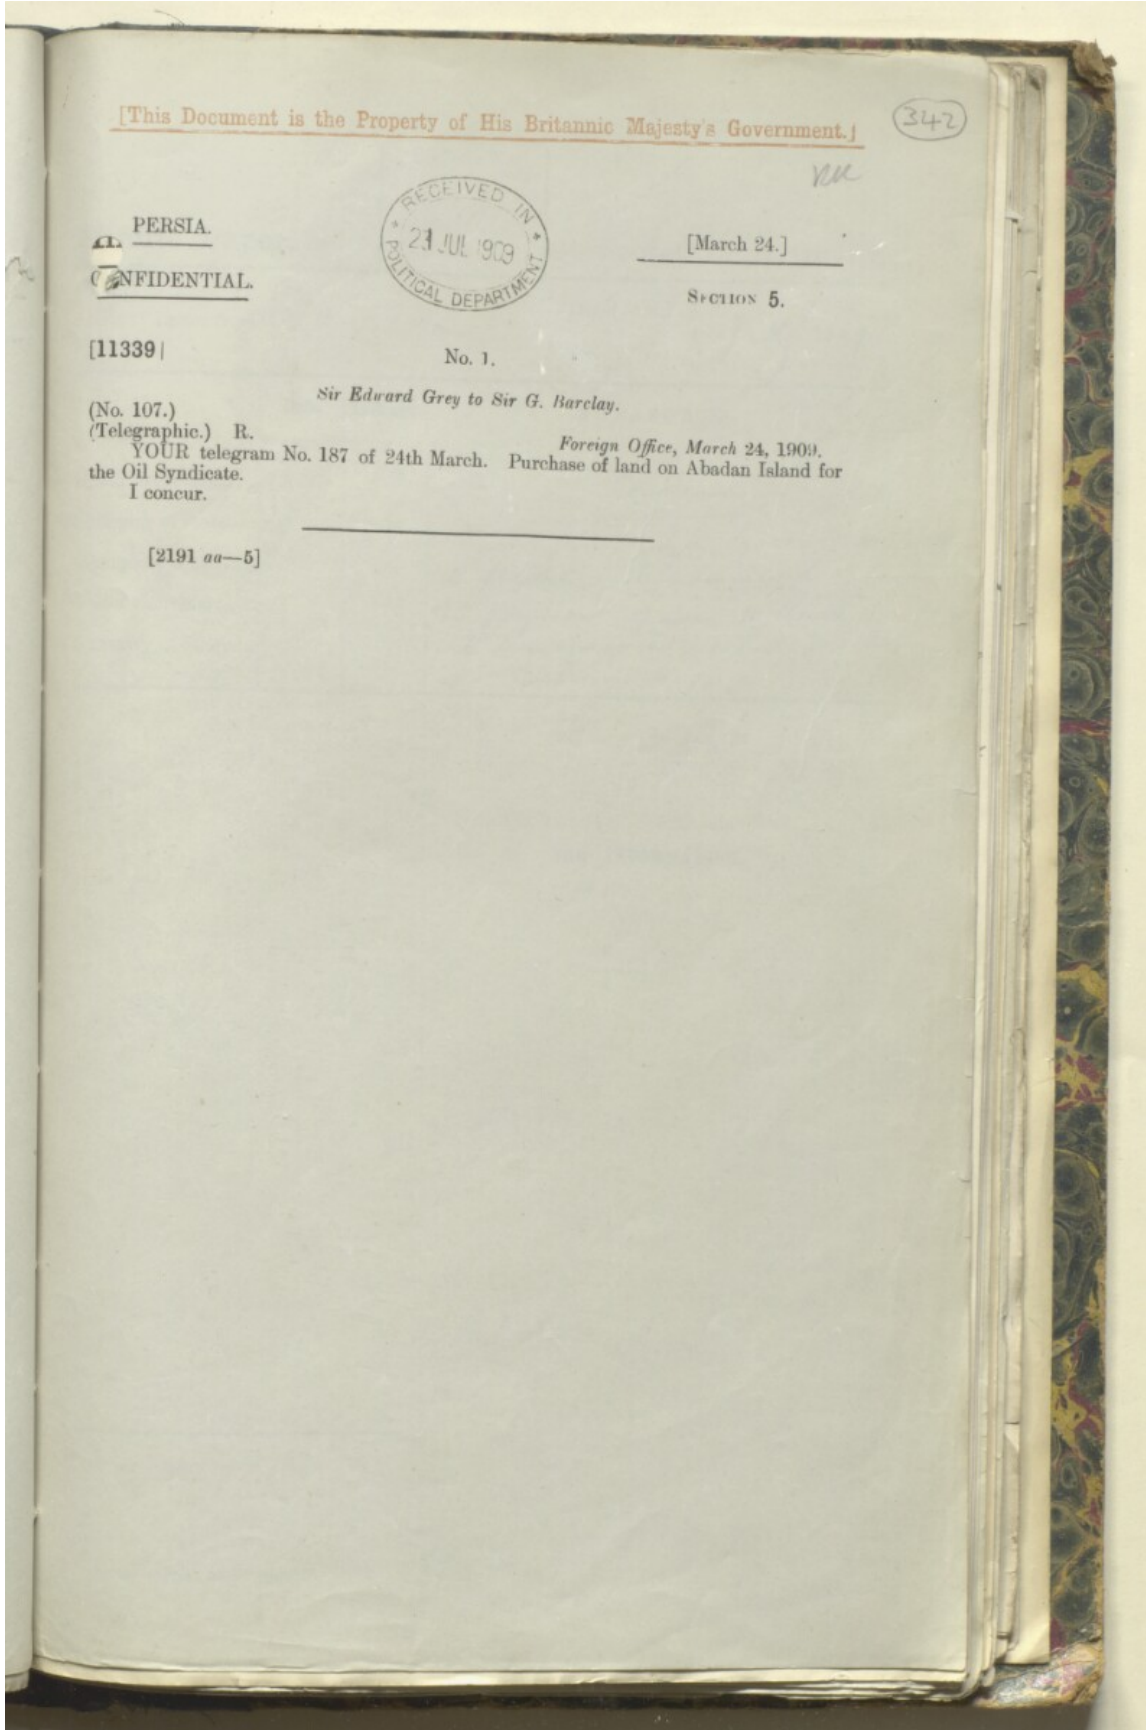 [This Document is the Property of His Britannic Majesty's Government.]
342
PERSIA.
RECEIVED IN
JUL 1909
POLITICAL DEPARTMENT
[March 24.]
CONFIDENTIAL.
SECTION 5.
[11339]
No. 1.
Sir Edward Grey to Sir G. Barclay.
(No. 107.)
(Telegraphic.) R.
Foreign Office, March 24, 1909.
YOUR telegram No. 187 of 24th March. Purchase of land on Abadan Island for
the Oil Syndicate.
I concur.
[2191 aa—5]